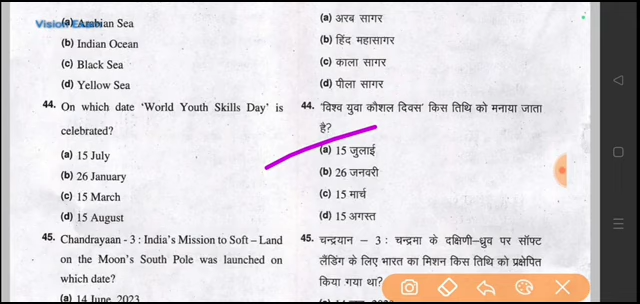 (a) Arabian Sea
(b) Indian Ocean
(c) Black Sea
(d) Yellow Sea
44. On which date ‘World Youth Skills Day’ is
celebrated?
(a) 15 July
(b) 26 January
(c) 15 March
(d) 15 August
45. Chandrayaan - 3 : India's Mission to Soft – Land
on the Moon's South Pole was launched on
which date?
(a) 14 June, 2023
(a) अरब सागर
(b) हिंद महासागर
(c) काला सागर
(d) पीला सागर
44. ‘विश्व युवा कौशल दिवस’ किस तिथि को मनाया जाता
है?
(a) 15 जुलाई
(b) 26 जनवरी
(c) 15 मार्च
(d) 15 अगस्त
45. चन्द्रयान – 3 : चन्द्रमा के दक्षिणी-ध्रुव पर सॉफ्ट
लैंडिंग के लिए भारत का मिशन किस तिथि को प्रक्षेपित
किया गया था?